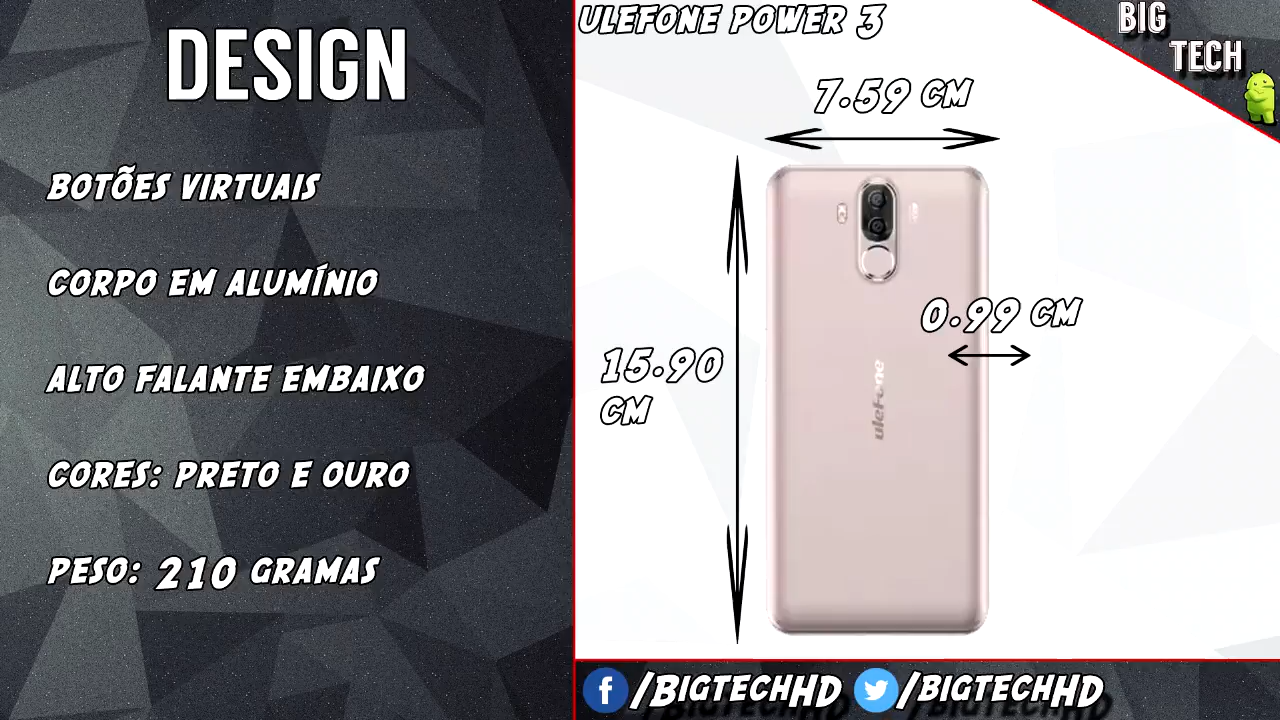 DESIGN
BOTÕES VIRTUAIS
CORPO EM ALUMÍNIO
ALTO FALANTE EMBAIXO
CORES: PRETO E OURO
PESO: 210 GRAMAS
ULEFONE POWER 3
BIG
TECH
7.59 CM
0.99 CM
15.90
CM
ulefone
/BIGTECHHD
/BIGTECHHD